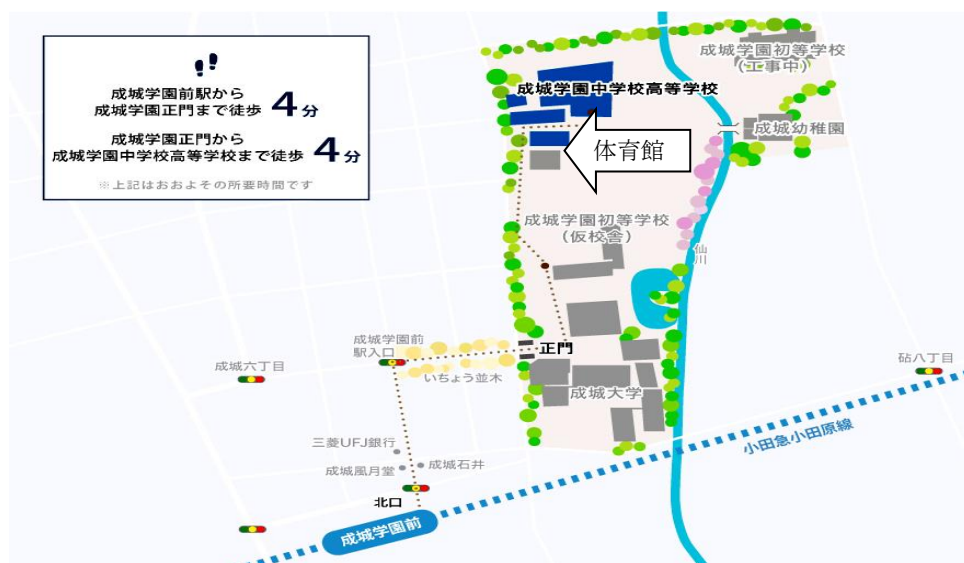 成城学園前駅から
成城学園正門まで徒歩 4分
成城学園正門から
成城学園中学校高等学校まで徒歩 4分
※上記はおおよその所要時間です
成城学園初等学校
(工事中)
成城学園中学校高等学校
成城幼稚園
体育館
成城学園初等学校
(仮校舎)
仙川
成城学園前
駅入口
正門
成城六丁目
いちょう並木
砧八丁目
成城大学
三菱UFJ銀行
成城風月堂
成城石井
小田急小田原線
北口
成城学園前